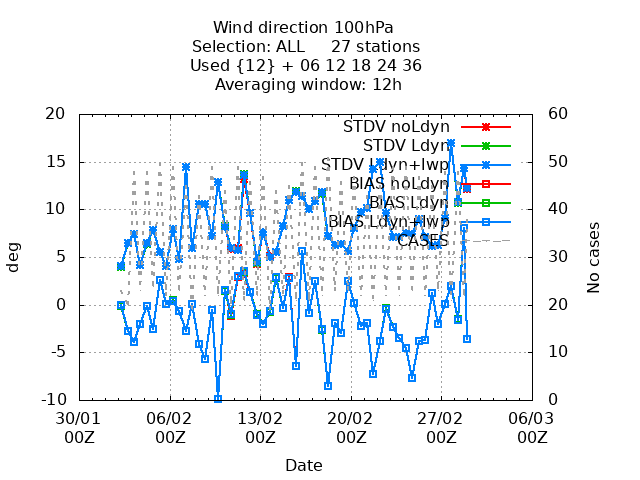 Wind direction 100hPa
Selection: ALL 27 stations
Used {12} + 06 12 18 24 36
Averaging window: 12h
20
15
10
5
0
-5
-10
deg
60
50
40
30
20
10
0
No cases
STDV noLdyn
STDV Ldyn
STDV Ldyn+lwp
BIAS noLdyn
BIAS Ldyn
BIAS Ldyn+lwp
CASES
30/01 06/02 13/02 20/02 27/02 06/03
00Z 00Z 00Z 00Z 00Z 00Z
Date